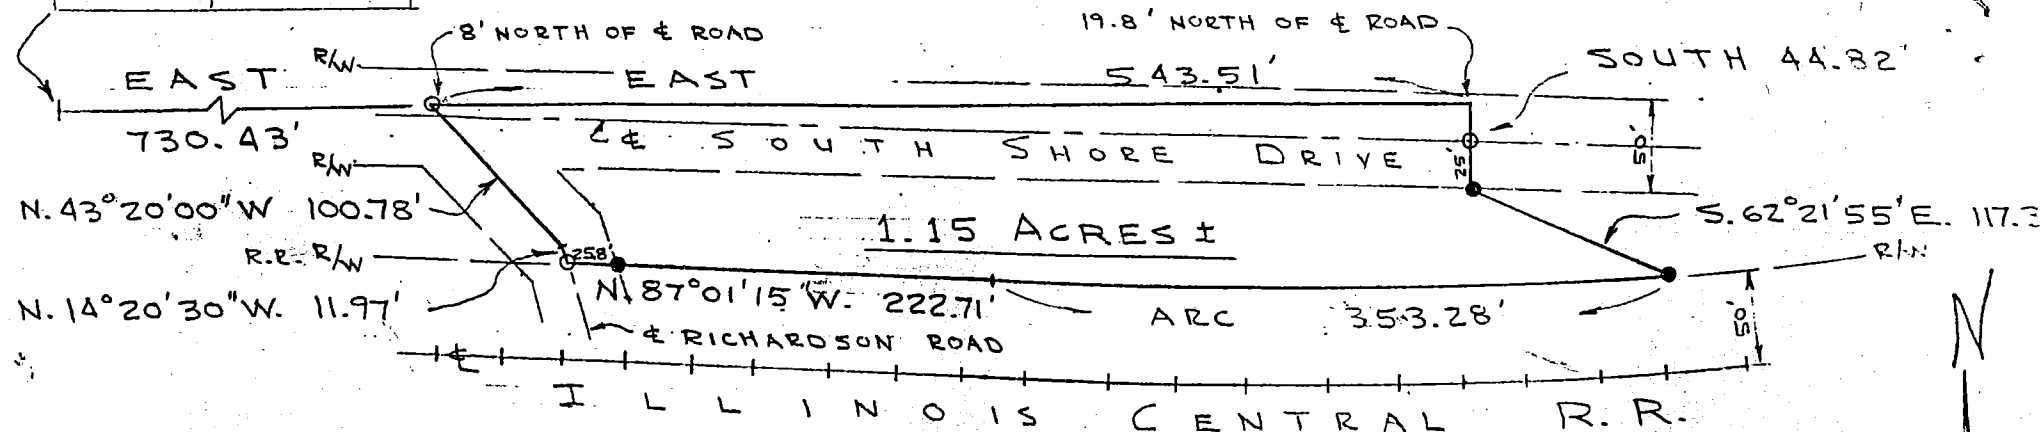 8' NORTH OF ℄ ROAD
19.8' NORTH OF ℄ ROAD
SOUTH 44.82'
R/W
EAST
EAST 543.51'
730.43'
℄ SOUTH SHORE DRIVE
25'
50'
R/W
N. 43°20'00"W 100.78'
1.15 ACRES ±
S. 62°21'55'E. 117.3
R/W
R.R. R/W
25.8'
N. 14°20'30"W. 11.97'
N. 87°01'15"W. 222.71'
ARC 353.28'
50'
℄ RICHARDSON ROAD
℄
ILLINOIS CENTRAL R.R.
N